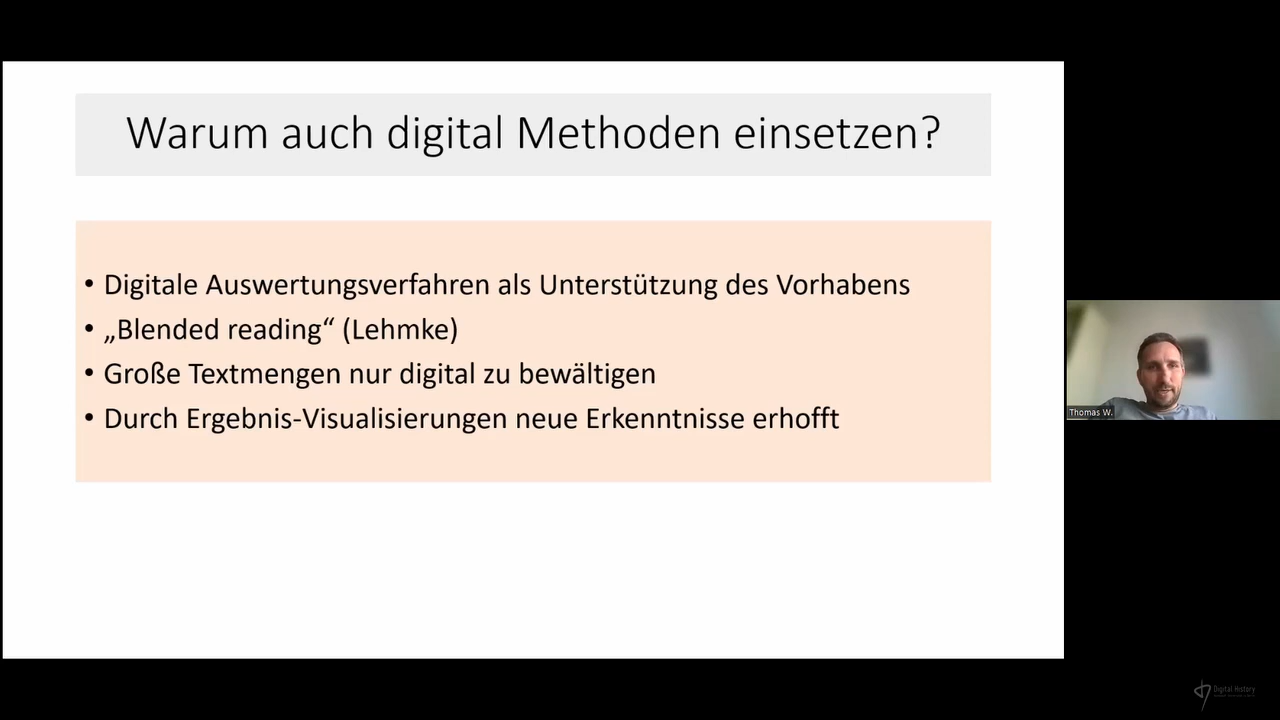 Warum auch digital Methoden einsetzen?
• Digitale Auswertungsverfahren als Unterstützung des Vorhabens
• „Blended reading“ (Lehmke)
• Große Textmengen nur digital zu bewältigen
• Durch Ergebnis-Visualisierungen neue Erkenntnisse erhofft
Thomas W.
Digital History